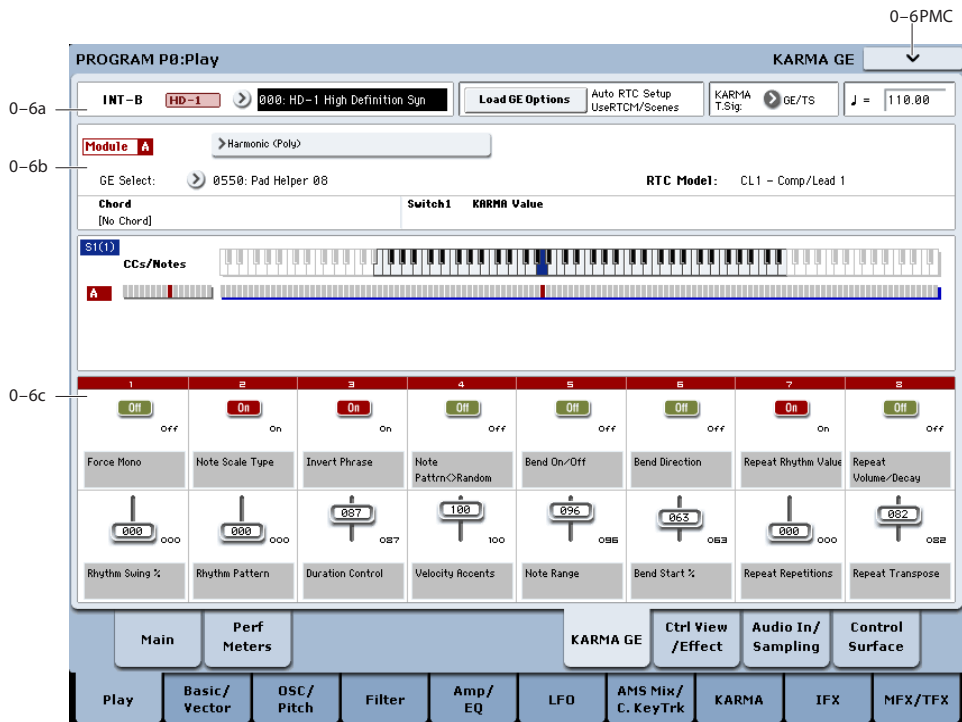 0–6PMC
PROGRAM P0:Play
KARMA GE
0–6a
INT-B
HD-1
000: HD-1 High Definition Syn
Load GE Options
Auto RTC Setup
UseRTCM/Scenes
KARMA
T.Sig:
GE/TS
♩ = 110.00
0–6b
Module A
>Harmonic (Poly)
GE Select:
0550: Pad Helper 08
RTC Model:
CL1 - Comp/Lead 1
Chord
Switch1
KARMA Value
[No Chord]
S1(1)
CCs/Notes
A
0–6c
1 2 3 4 5 6 7 8
Off On On Off Off Off On Off
Off On On Off Off Off On Off
Force Mono
Note Scale Type
Invert Phrase
Note
Pattrn<>Random
Bend On/Off
Bend Direction
Repeat Rhythm Value
Repeat
Volume/Decay
000 000 087 100 096 063 000 082
000 000 087 100 096 063 000 082
Rhythm Swing %
Rhythm Pattern
Duration Control
Velocity Accents
Note Range
Bend Start %
Repeat Repetitions
Repeat Transpose
Main
Perf
Meters
KARMA GE
Ctrl View
/Effect
Audio In/
Sampling
Control
Surface
Play
Basic/
Vector
OSC/
Pitch
Filter
Amp/
EQ
LFO
AMS Mix/
C. KeyTrk
KARMA
IFX
MFX/TFX